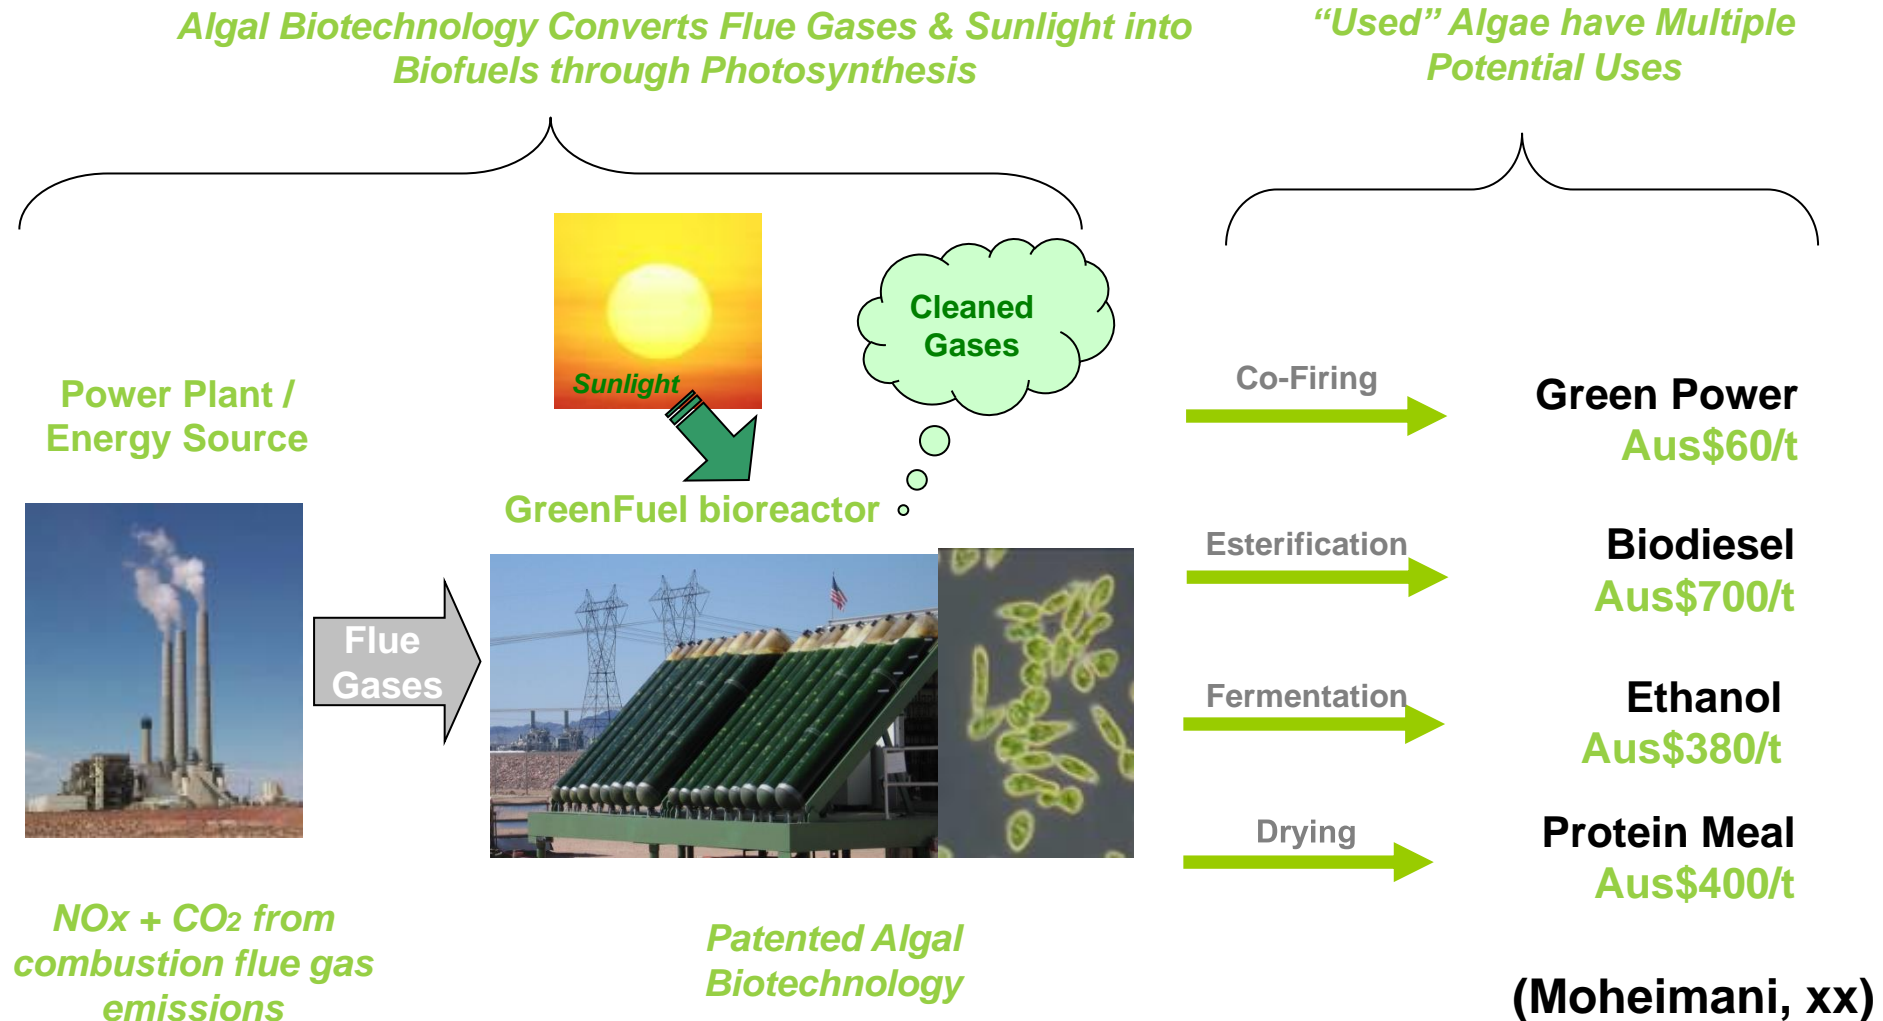 Algal Biotechnology Converts Flue Gases & Sunlight into
Biofuels through Photosynthesis
“Used” Algae have Multiple
Potential Uses
Sunlight
Cleaned
Gases
Power Plant /
Energy Source
GreenFuel bioreactor
Flue
Gases
NOx + CO2 from
combustion flue gas
emissions
Patented Algal
Biotechnology
Co-Firing
Green Power
Aus$60/t
Esterification
Biodiesel
Aus$700/t
Fermentation
Ethanol
Aus$380/t
Drying
Protein Meal
Aus$400/t
(Moheimani, xx)